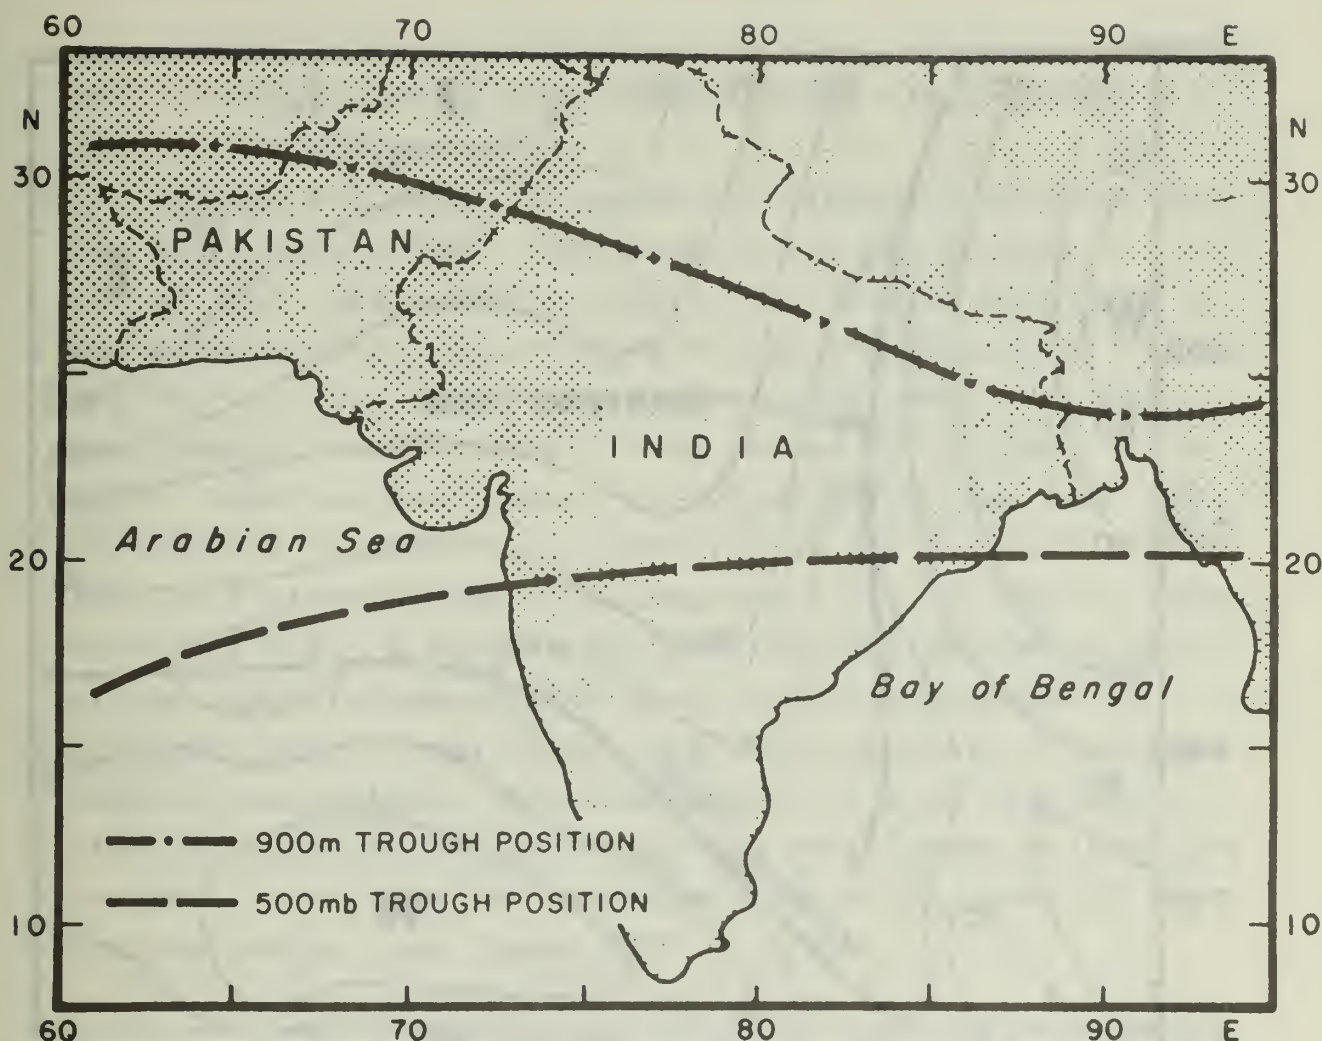 60 70 80 90 E
N N
30 30
PAKISTAN
INDIA
Arabian Sea
20 20
Bay of Bengal
900m TROUGH POSITION
500mb TROUGH POSITION
10 10
60 70 80 90 E